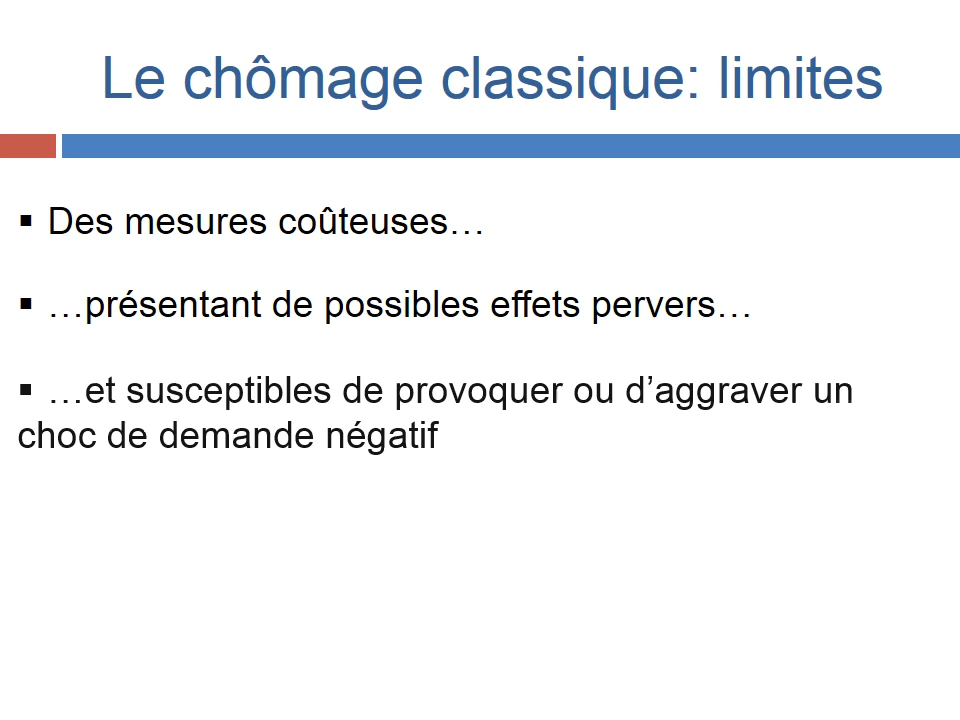 Le chômage classique: limites
▪ Des mesures coûteuses…
▪ …présentant de possibles effets pervers…
▪ …et susceptibles de provoquer ou d’aggraver un
choc de demande négatif